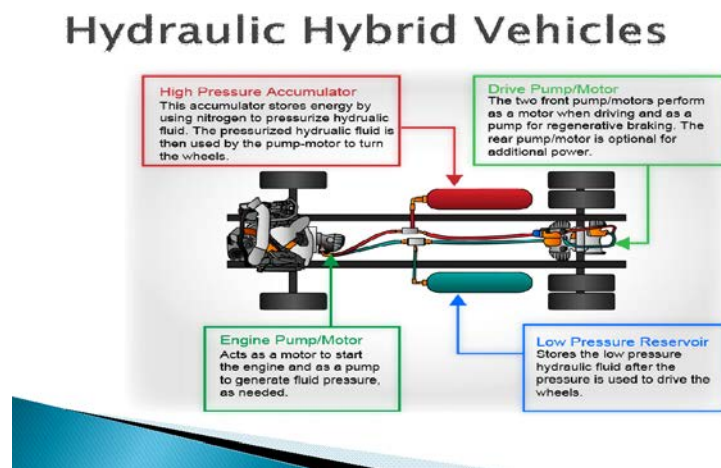 Hydraulic Hybrid Vehicles
High Pressure Accumulator
This accumulator stores energy by
using nitrogen to pressurize hydrualic
fluid. The pressurized hydrualic fluid is
then used by the pump-motor to turn
the wheels.
Drive Pump/Motor
The two front pump/motors perform
as a motor when driving and as a
pump for regenerative braking. The
rear pump/motor is optional for
additional power.
Engine Pump/Motor
Acts as a motor to start
the engine and as a pump
to generate fluid pressure,
as needed.
Low Pressure Reservoir
Stores the low pressure
hydraulic fluid after the
pressure is used to drive the
wheels.